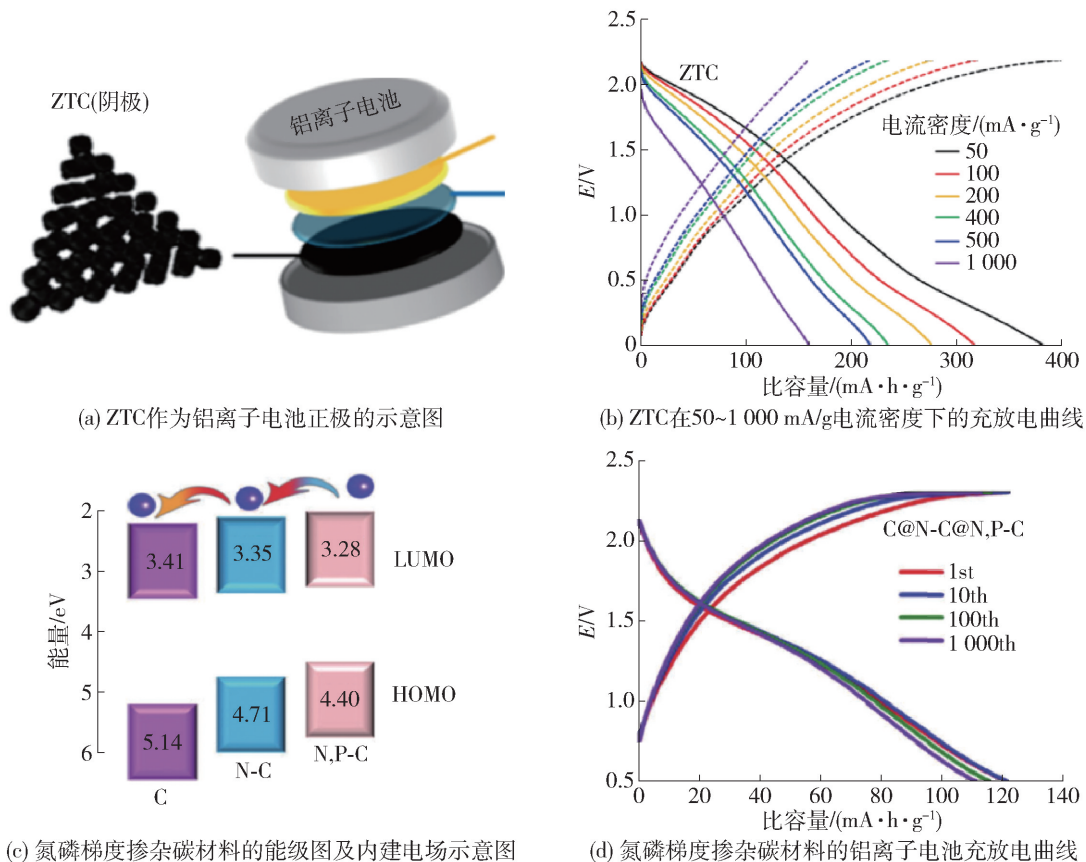 ZTC(阴极)
铝离子电池
(a) ZTC作为铝离子电池正极的示意图
2.5
2.0
1.5
1.0
0.5
0
E/V
ZTC
电流密度/(mA·g⁻¹)
50
100
200
400
500
1 000
0
100
200
300
400
比容量/(mA·h·g⁻¹)
(b) ZTC在50~1 000 mA/g电流密度下的充放电曲线
2
3
4
5
6
能量/eV
3.41
3.35
3.28
LUMO
5.14
4.71
4.40
HOMO
C
N-C
N,P-C
(c) 氮磷梯度掺杂碳材料的能级图及内建电场示意图
2.5
2.0
1.5
1.0
0.5
E/V
C@N-C@N,P-C
1st
10th
100th
1 000th
0
20
40
60
80
100
120
140
比容量/(mA·h·g⁻¹)
(d) 氮磷梯度掺杂碳材料的铝离子电池充放电曲线